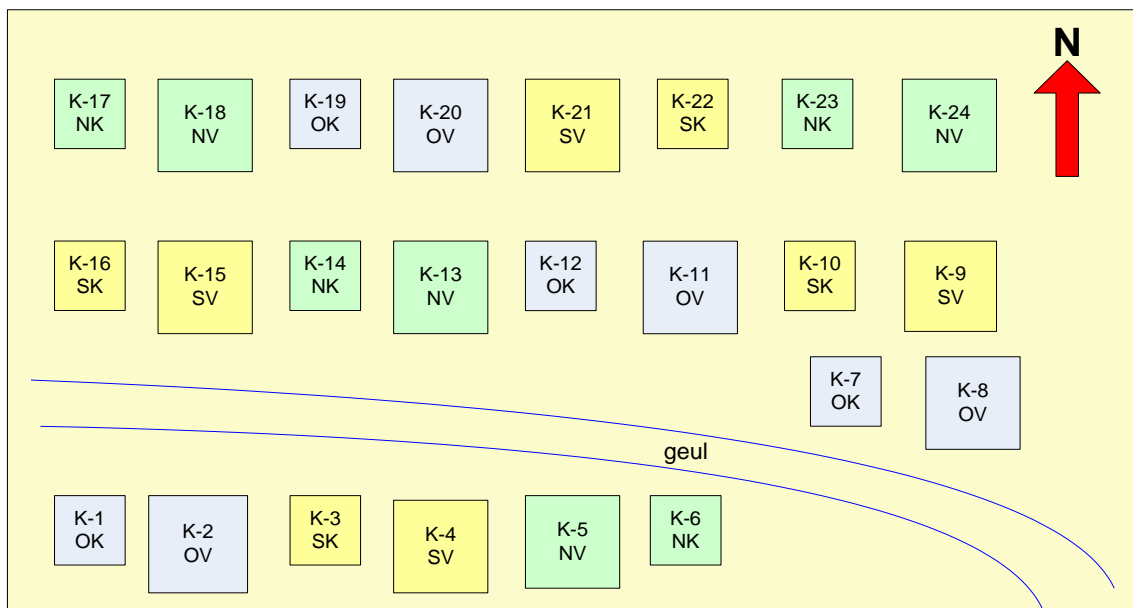 N
K-17
NK
K-18
NV
K-19
OK
K-20
OV
K-21
SV
K-22
SK
K-23
NK
K-24
NV
K-16
SK
K-15
SV
K-14
NK
K-13
NV
K-12
OK
K-11
OV
K-10
SK
K-9
SV
K-7
OK
K-8
OV
geul
K-1
OK
K-2
OV
K-3
SK
K-4
SV
K-5
NV
K-6
NK